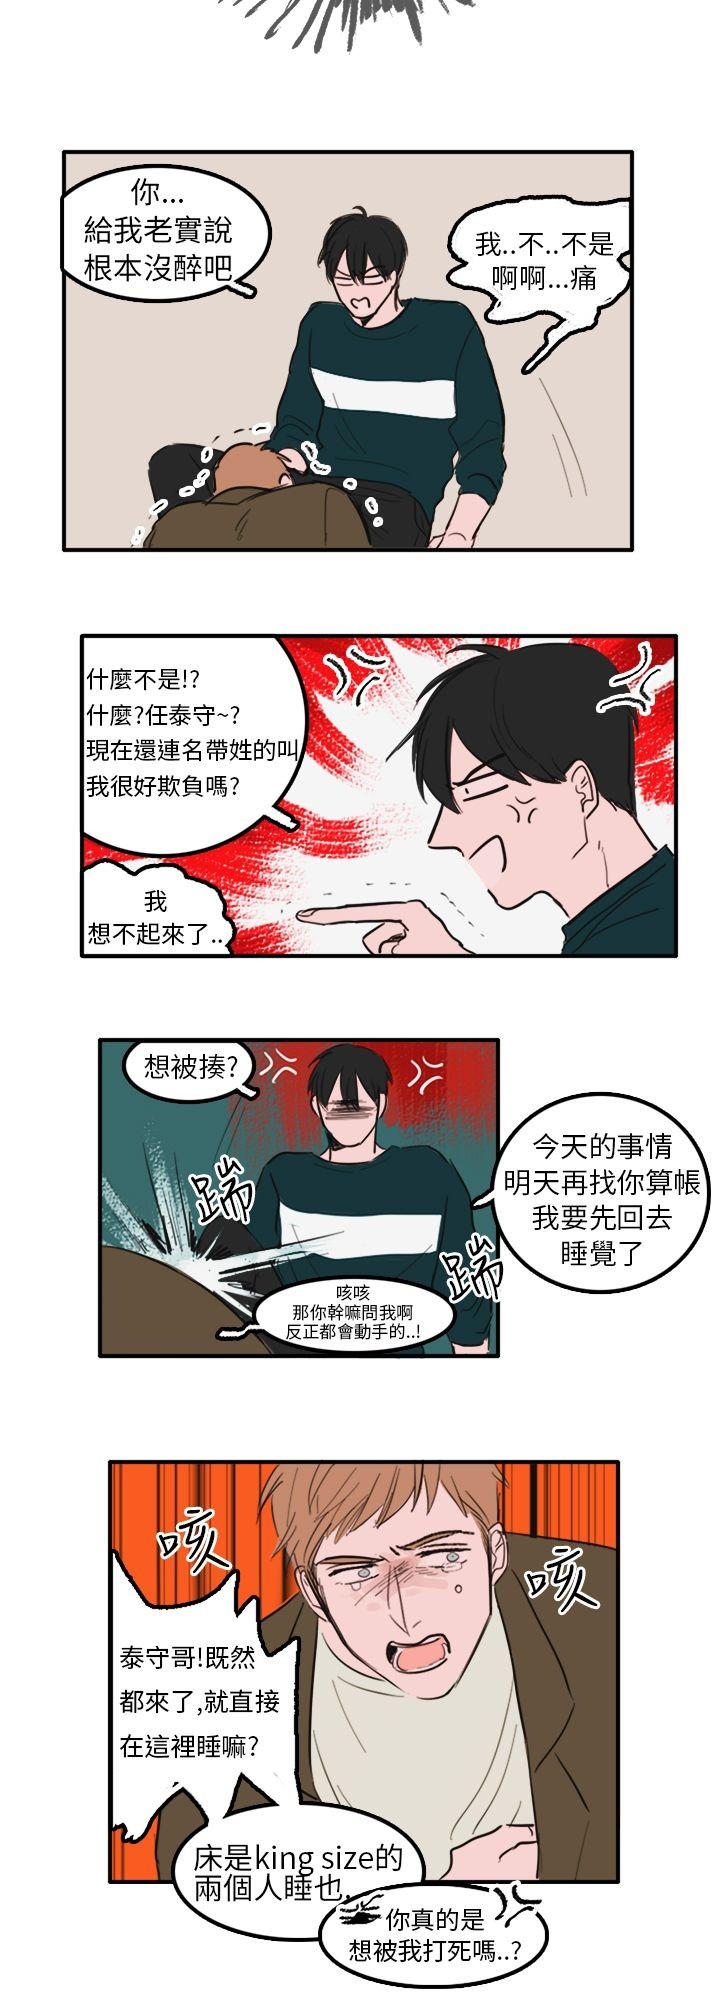 你...
給我老實說
根本沒醉吧
我..不..不是
啊啊...痛
什麼不是!?
什麼?任泰守~?
現在還連名帶姓的叫
我很好欺負嗎?
我
想不起來了..
想被揍?
踹
踹
今天的事情
明天再找你算帳
我要先回去
睡覺了
咳咳
那你幹嘛問我啊
反正都會動手的..!
咳
咳
泰守哥!既然
都來了,就直接
在這裡睡嘛?
床是king size的
兩個人睡也.
你真的是
想被我打死嗎..?